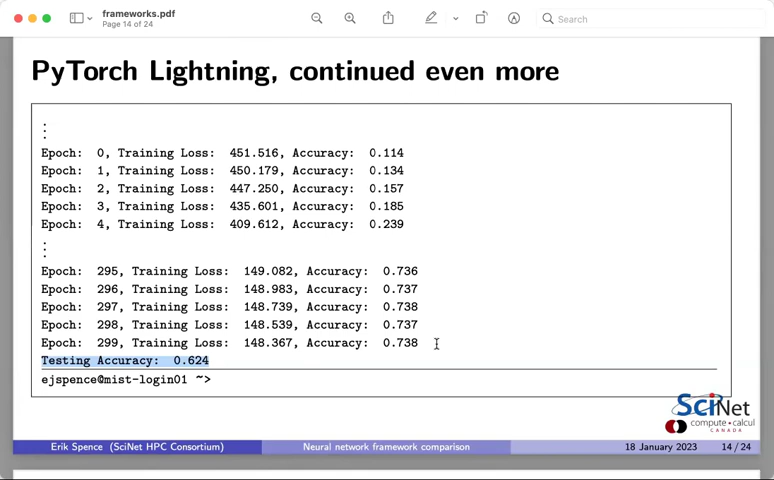 frameworks.pdf
Page 14 of 24
Search
PyTorch Lightning, continued even more
Epoch: 0, Training Loss: 451.516, Accuracy: 0.114
Epoch: 1, Training Loss: 450.179, Accuracy: 0.134
Epoch: 2, Training Loss: 447.250, Accuracy: 0.157
Epoch: 3, Training Loss: 435.601, Accuracy: 0.185
Epoch: 4, Training Loss: 409.612, Accuracy: 0.239
Epoch: 295, Training Loss: 149.082, Accuracy: 0.736
Epoch: 296, Training Loss: 148.983, Accuracy: 0.737
Epoch: 297, Training Loss: 148.739, Accuracy: 0.738
Epoch: 298, Training Loss: 148.539, Accuracy: 0.737
Epoch: 299, Training Loss: 148.367, Accuracy: 0.738
Testing Accuracy: 0.624
ejspence@mist-login01 ~>
SciNet
compute • calcul
CANADA
Erik Spence (SciNet HPC Consortium) Neural network framework comparison 18 January 2023 14 / 24